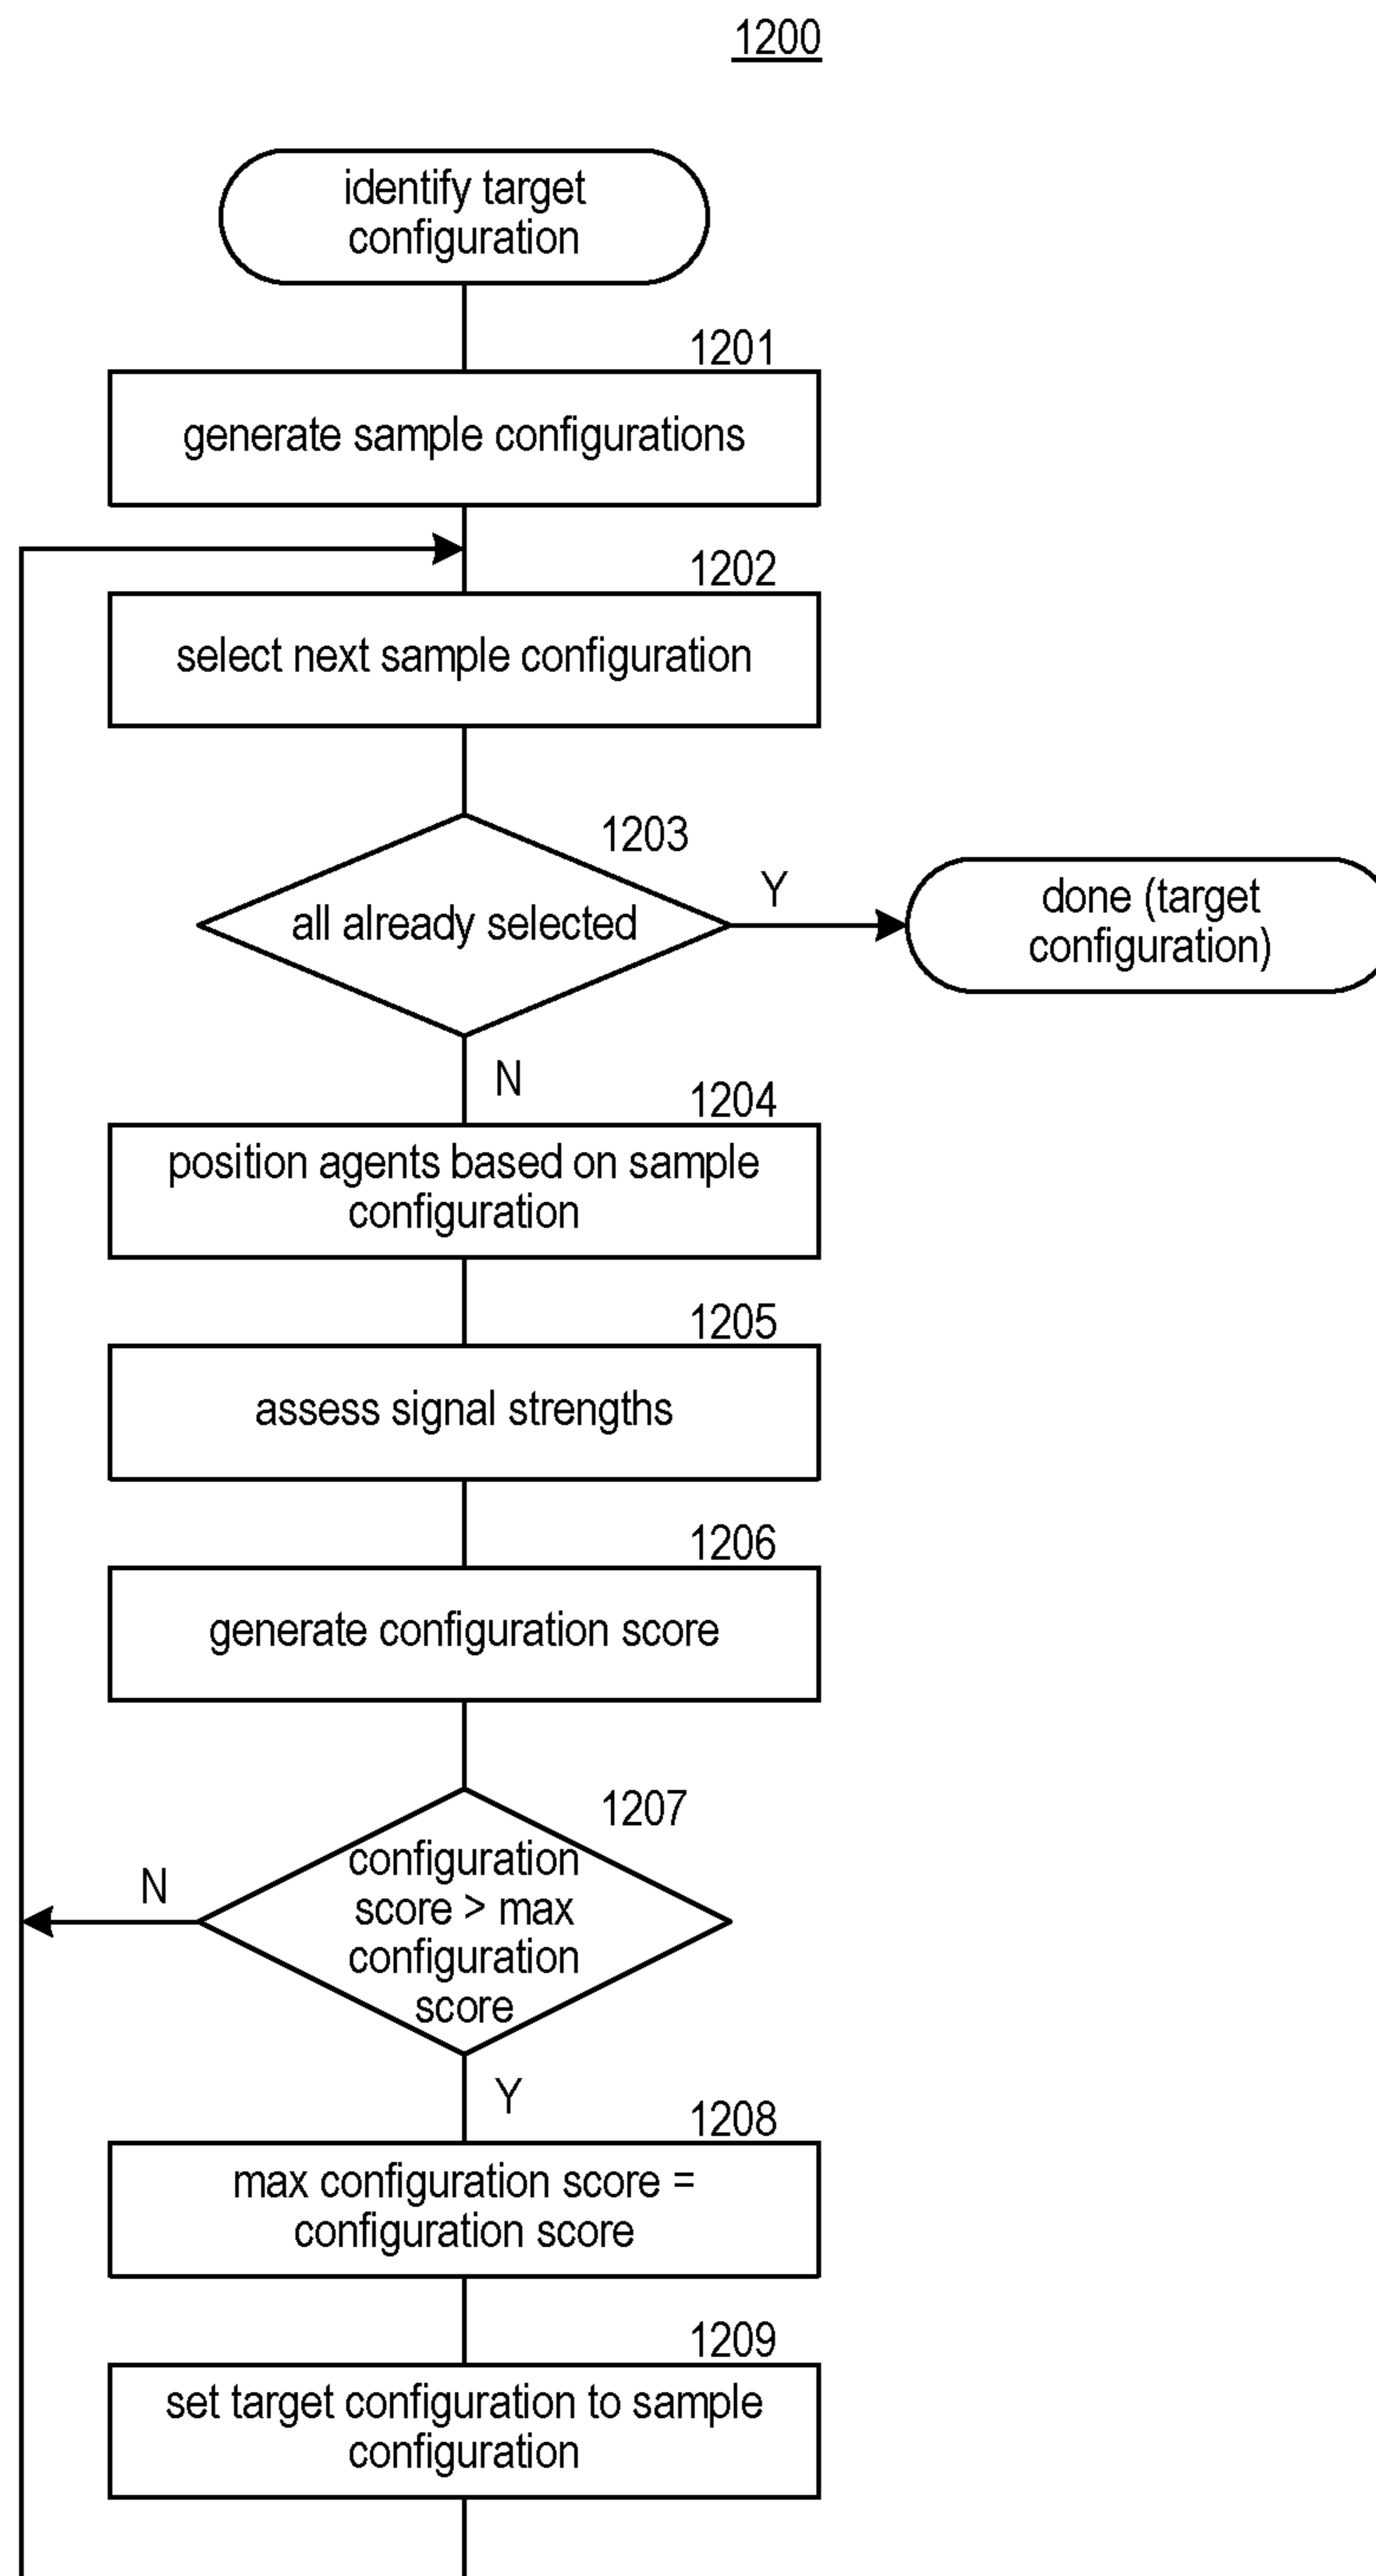 1200
identify target
configuration
1201
generate sample configurations
1202
select next sample configuration
1203
all already selected
Y
done (target
configuration)
N
1204
position agents based on sample
configuration
1205
assess signal strengths
1206
generate configuration score
1207
configuration
score > max
configuration
score
N
Y
1208
max configuration score =
configuration score
1209
set target configuration to sample
configuration